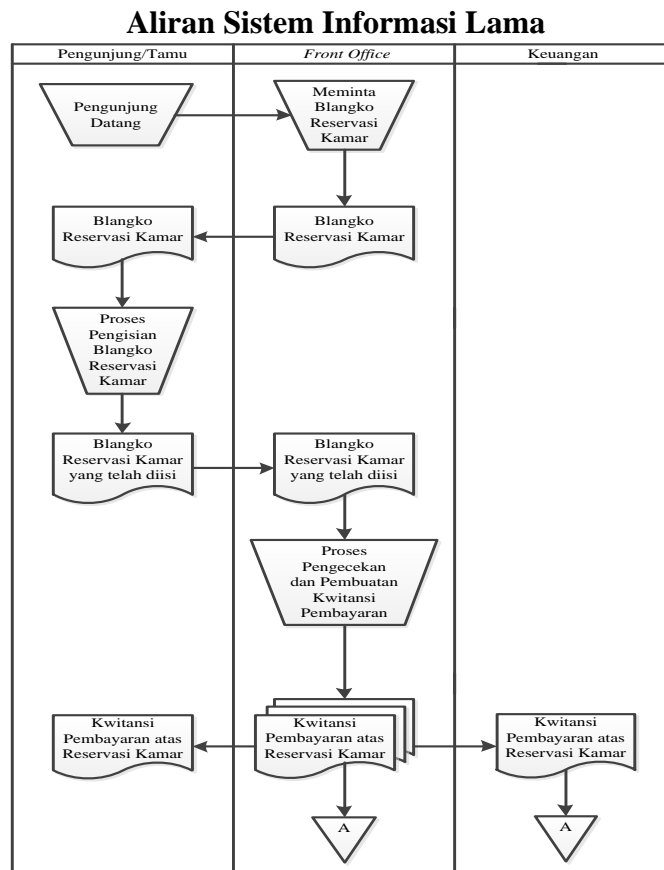 Aliran Sistem Informasi Lama
Pengunjung/Tamu
Front Office
Keuangan
Pengunjung
Datang
Meminta
Blangko
Reservasi
Kamar
Blangko
Reservasi Kamar
Blangko
Reservasi Kamar
Proses
Pengisian
Blangko
Reservasi
Kamar
Blangko
Reservasi Kamar
yang telah diisi
Blangko
Reservasi Kamar
yang telah diisi
Proses
Pengecekan
dan Pembuatan
Kwitansi
Pembayaran
Kwitansi
Pembayaran atas
Reservasi Kamar
Kwitansi
Pembayaran atas
Reservasi Kamar
Kwitansi
Pembayaran atas
Reservasi Kamar
A
A